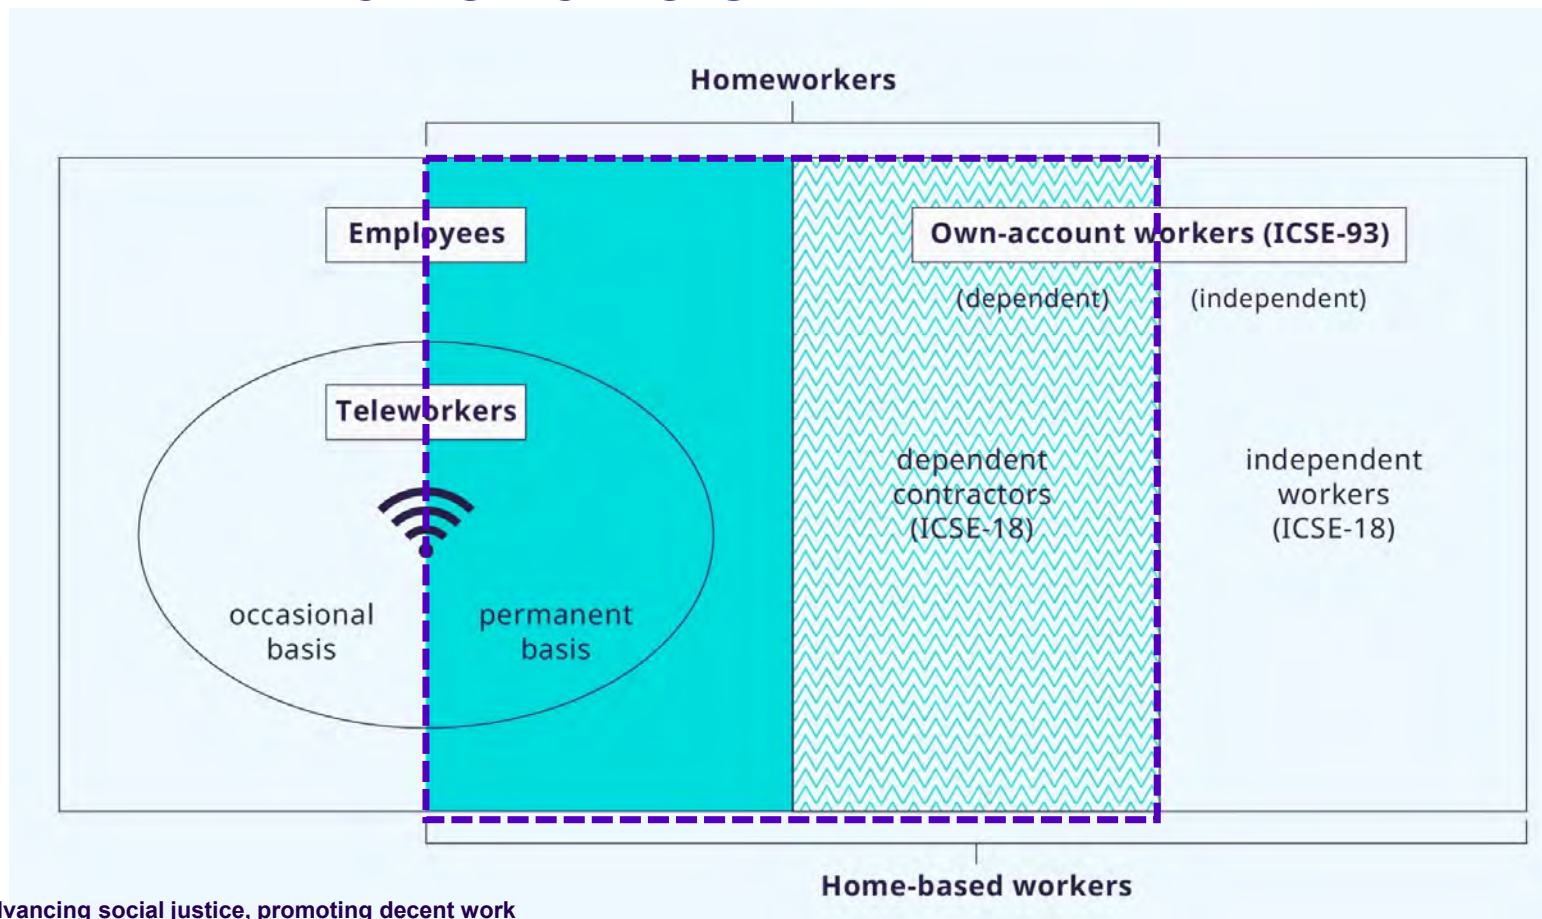 Homeworkers
Employees
Own-account workers (ICSE-93)
(dependent)
(independent)
Teleworkers
dependent
contractors
(ICSE-18)
independent
workers
(ICSE-18)
occasional
basis
permanent
basis
Home-based workers
dvancing social justice, promoting decent work